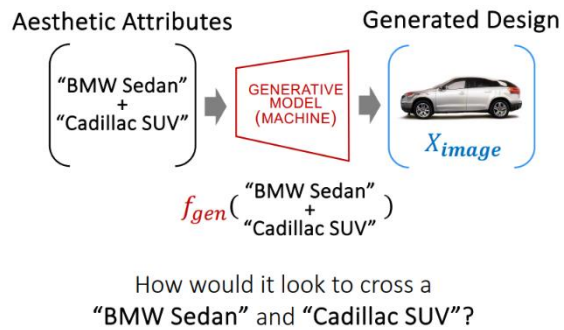 Aesthetic Attributes
Generated Design
“BMW Sedan”
+
“Cadillac SUV”
GENERATIVE
MODEL
(MACHINE)
X_image
f_gen(“BMW Sedan”
+
“Cadillac SUV”)
How would it look to cross a
“BMW Sedan” and “Cadillac SUV”?